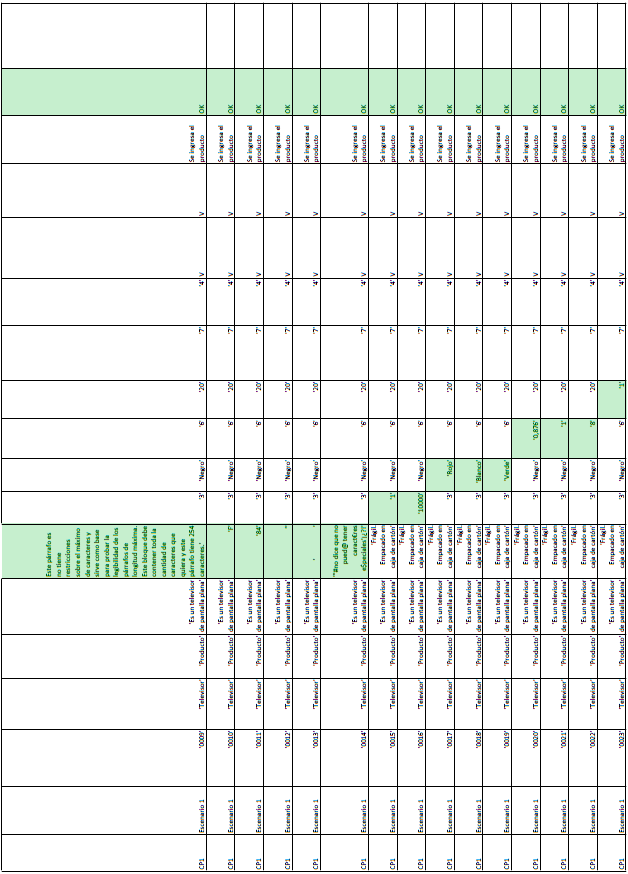 CP1 Escenario 1 '0009' 'Televisor' 'Producto' 'Es un televisor de pantalla plana' 'Este párrafo es no tiene restricciones sobre el máximo de caracteres y sirve como base para probar la legibilidad de los párrafos de longitud máxima. Este bloque debe contener toda la cantidad de caracteres que quiera y este párrafo tiene 254 caracteres.' '3' 'Negro' '6' '20' '7' '4' V V Se ingresa el producto OK
CP1 Escenario 1 '0010' 'Televisor' 'Producto' 'Es un televisor de pantalla plana' 'F' '3' 'Negro' '6' '20' '7' '4' V V Se ingresa el producto OK
CP1 Escenario 1 '0011' 'Televisor' 'Producto' 'Es un televisor de pantalla plana' '84' '3' 'Negro' '6' '20' '7' '4' V V Se ingresa el producto OK
CP1 Escenario 1 '0012' 'Televisor' 'Producto' 'Es un televisor de pantalla plana' '' '3' 'Negro' '6' '20' '7' '4' V V Se ingresa el producto OK
CP1 Escenario 1 '0013' 'Televisor' 'Producto' 'Es un televisor de pantalla plana' '3' 'Negro' '6' '20' '7' '4' V V Se ingresa el producto OK
CP1 Escenario 1 '0014' 'Televisor' 'Producto' 'Es un televisor de pantalla plana' '"#no dice que no pued@ tener caractEres '3' 'Negro' '6' '20' '7' '4' V V Se ingresa el producto OK
CP1 Escenario 1 '0015' 'Televisor' 'Producto' 'Es un televisor de pantalla plana' 'Frágil. Empacado en caja de cartón' '1' 'Negro' '6' '20' '7' '4' V V Se ingresa el producto OK
CP1 Escenario 1 '0016' 'Televisor' 'Producto' 'Es un televisor de pantalla plana' 'Frágil. Empacado en caja de cartón' '10000' 'Negro' '6' '20' '7' '4' V V Se ingresa el producto OK
CP1 Escenario 1 '0017' 'Televisor' 'Producto' 'Es un televisor de pantalla plana' 'Frágil. Empacado en caja de cartón' '3' 'Rojo' '6' '20' '7' '4' V V Se ingresa el producto OK
CP1 Escenario 1 '0018' 'Televisor' 'Producto' 'Es un televisor de pantalla plana' 'Frágil. Empacado en caja de cartón' '3' 'Blanco' '6' '20' '7' '4' V V Se ingresa el producto OK
CP1 Escenario 1 '0019' 'Televisor' 'Producto' 'Es un televisor de pantalla plana' 'Frágil. Empacado en caja de cartón' '3' 'Verde' '6' '20' '7' '4' V V Se ingresa el producto OK
CP1 Escenario 1 '0020' 'Televisor' 'Producto' 'Es un televisor de pantalla plana' 'Frágil. Empacado en caja de cartón' '3' 'Negro' '0,876' '20' '7' '4' V V Se ingresa el producto OK
CP1 Escenario 1 '0021' 'Televisor' 'Producto' 'Es un televisor de pantalla plana' 'Frágil. Empacado en caja de cartón' '3' 'Negro' '1' '20' '7' '4' V V Se ingresa el producto OK
CP1 Escenario 1 '0022' 'Televisor' 'Producto' 'Es un televisor de pantalla plana' 'Frágil. Empacado en caja de cartón' '3' 'Negro' '8' '20' '7' '4' V V Se ingresa el producto OK
CP1 Escenario 1 '0023' 'Televisor' 'Producto' 'Es un televisor de pantalla plana' 'Frágil. Empacado en caja de cartón' '3' 'Negro' '6' '1' '7' '4' V V Se ingresa el producto OK